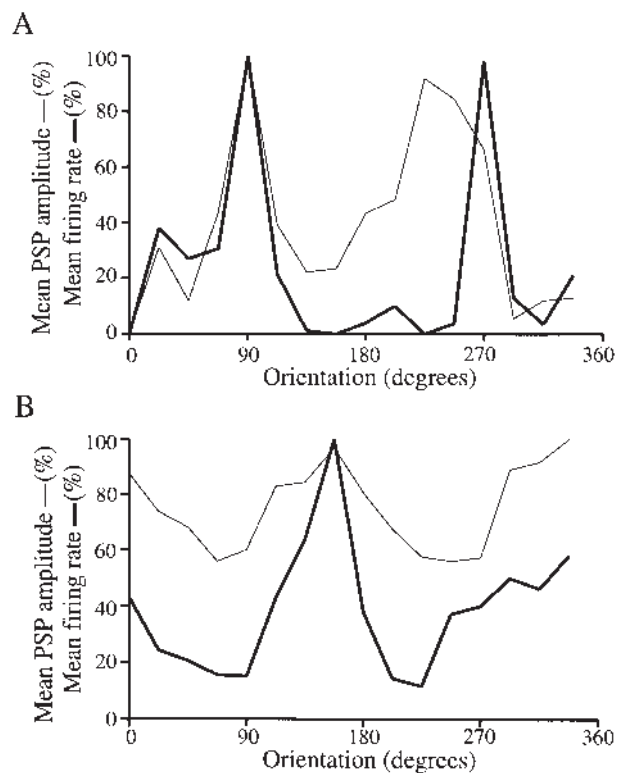 A
Mean PSP amplitude —(%)
Mean firing rate —(%)
100
80
60
40
20
0
0 90 180 270 360
Orientation (degrees)
B
Mean PSP amplitude —(%)
Mean firing rate —(%)
100
80
60
40
20
0
0 90 180 270 360
Orientation (degrees)